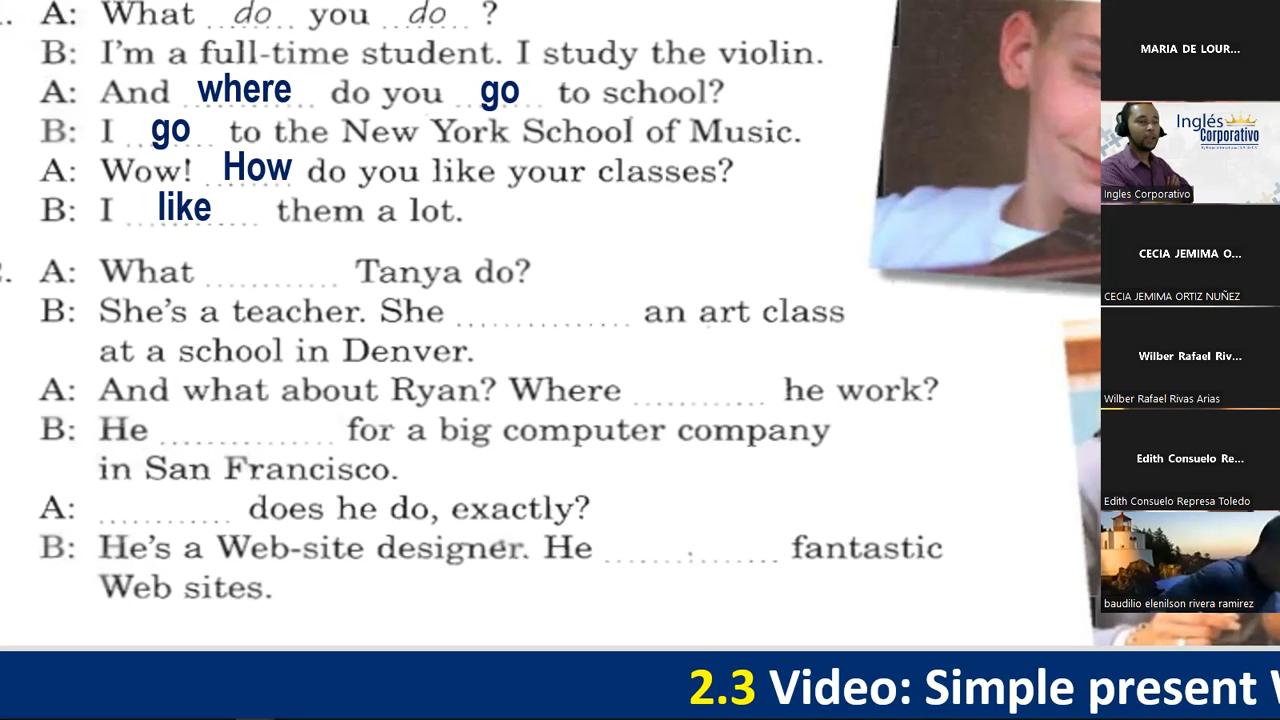 A: What do you do ?
B: I'm a full-time student. I study the violin.
A: And where do you go to school?
B: I go to the New York School of Music.
A: Wow! How do you like your classes?
B: I like them a lot.
A: What ........... Tanya do?
B: She's a teacher. She .............. an art class
at a school in Denver.
A: And what about Ryan? Where ........... he work?
B: He .............. for a big computer company
in San Francisco.
A: ........... does he do, exactly?
B: He's a Web-site designer. He .............. fantastic
Web sites.
2.3 Video: Simple present
MARIA DE LOUR...
Inglés
Corporativo
Ingles Corporativo
CECIA JEMIMA O...
CECIA JEMIMA ORTIZ NUÑEZ
Wilber Rafael Riv...
Wilber Rafael Rivas Arias
Edith Consuelo Re...
Edith Consuelo Represa Toledo
baudilio elenilson rivera ramirez